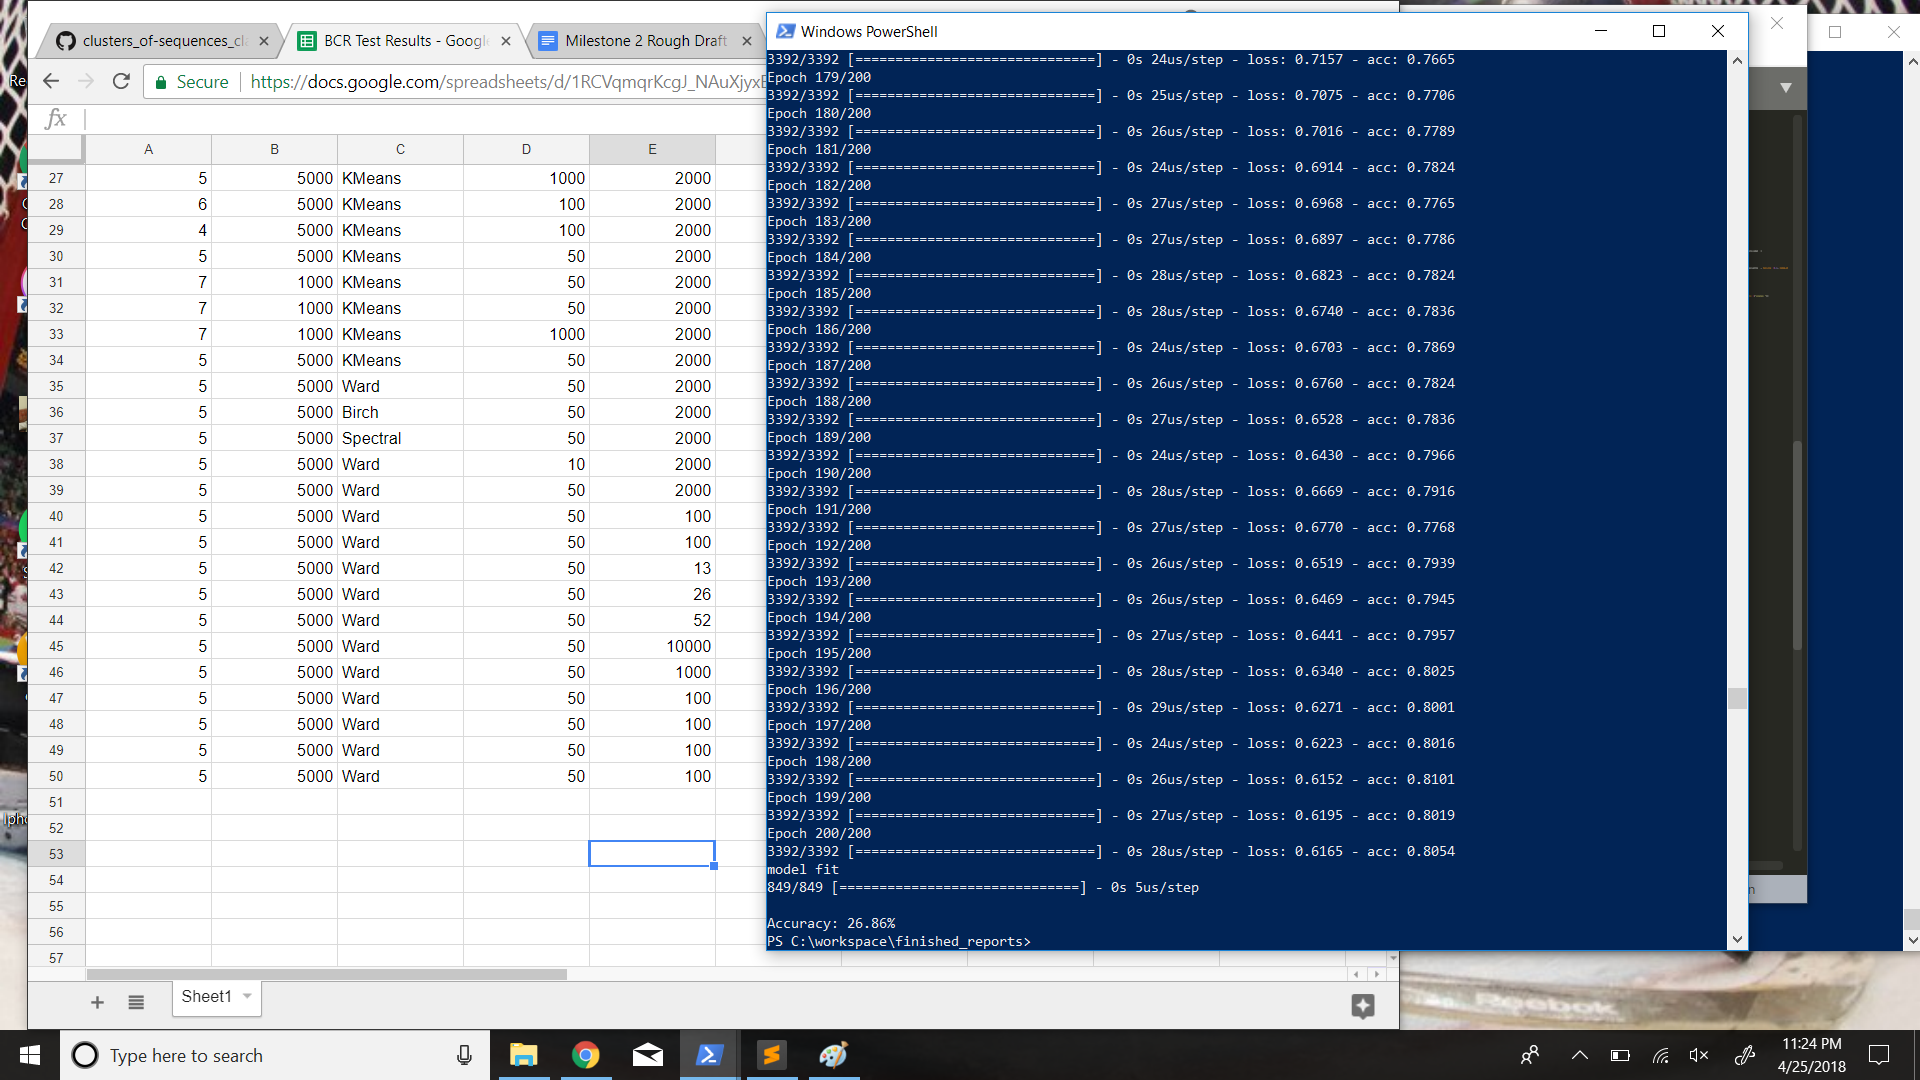 clusters_of-sequences_cl
BCR Test Results - Google
Milestone 2 Rough Draft
Secure
https://docs.google.com/spreadsheets/d/1RCVqmqrKcgJ_NAuXjyxE
fx
A B C D E
27 5 5000 KMeans 1000 2000
28 6 5000 KMeans 100 2000
29 4 5000 KMeans 100 2000
30 5 5000 KMeans 50 2000
31 7 1000 KMeans 50 2000
32 7 1000 KMeans 50 2000
33 7 1000 KMeans 1000 2000
34 5 5000 KMeans 50 2000
35 5 5000 Ward 50 2000
36 5 5000 Birch 50 2000
37 5 5000 Spectral 50 2000
38 5 5000 Ward 10 2000
39 5 5000 Ward 50 2000
40 5 5000 Ward 50 100
41 5 5000 Ward 50 100
42 5 5000 Ward 50 13
43 5 5000 Ward 50 26
44 5 5000 Ward 50 52
45 5 5000 Ward 50 10000
46 5 5000 Ward 50 1000
47 5 5000 Ward 50 100
48 5 5000 Ward 50 100
49 5 5000 Ward 50 100
50 5 5000 Ward 50 100
51
52
53
54
55
56
57
Sheet1
Windows PowerShell
3392/3392 [==============================] - 0s 24us/step - loss: 0.7157 - acc: 0.7665
Epoch 179/200
3392/3392 [==============================] - 0s 25us/step - loss: 0.7075 - acc: 0.7706
Epoch 180/200
3392/3392 [==============================] - 0s 26us/step - loss: 0.7016 - acc: 0.7789
Epoch 181/200
3392/3392 [==============================] - 0s 24us/step - loss: 0.6914 - acc: 0.7824
Epoch 182/200
3392/3392 [==============================] - 0s 27us/step - loss: 0.6968 - acc: 0.7765
Epoch 183/200
3392/3392 [==============================] - 0s 27us/step - loss: 0.6897 - acc: 0.7786
Epoch 184/200
3392/3392 [==============================] - 0s 28us/step - loss: 0.6823 - acc: 0.7824
Epoch 185/200
3392/3392 [==============================] - 0s 28us/step - loss: 0.6740 - acc: 0.7836
Epoch 186/200
3392/3392 [==============================] - 0s 24us/step - loss: 0.6703 - acc: 0.7869
Epoch 187/200
3392/3392 [==============================] - 0s 26us/step - loss: 0.6760 - acc: 0.7824
Epoch 188/200
3392/3392 [==============================] - 0s 27us/step - loss: 0.6528 - acc: 0.7836
Epoch 189/200
3392/3392 [==============================] - 0s 24us/step - loss: 0.6430 - acc: 0.7966
Epoch 190/200
3392/3392 [==============================] - 0s 28us/step - loss: 0.6669 - acc: 0.7916
Epoch 191/200
3392/3392 [==============================] - 0s 27us/step - loss: 0.6770 - acc: 0.7768
Epoch 192/200
3392/3392 [==============================] - 0s 26us/step - loss: 0.6519 - acc: 0.7939
Epoch 193/200
3392/3392 [==============================] - 0s 26us/step - loss: 0.6469 - acc: 0.7945
Epoch 194/200
3392/3392 [==============================] - 0s 27us/step - loss: 0.6441 - acc: 0.7957
Epoch 195/200
3392/3392 [==============================] - 0s 28us/step - loss: 0.6340 - acc: 0.8025
Epoch 196/200
3392/3392 [==============================] - 0s 29us/step - loss: 0.6271 - acc: 0.8001
Epoch 197/200
3392/3392 [==============================] - 0s 24us/step - loss: 0.6223 - acc: 0.8016
Epoch 198/200
3392/3392 [==============================] - 0s 26us/step - loss: 0.6152 - acc: 0.8101
Epoch 199/200
3392/3392 [==============================] - 0s 27us/step - loss: 0.6195 - acc: 0.8019
Epoch 200/200
3392/3392 [==============================] - 0s 28us/step - loss: 0.6165 - acc: 0.8054
model fit
849/849 [==============================] - 0s 5us/step
Accuracy: 26.86%
PS C:\workspace\finished_reports>
Reebok
Type here to search
11:24 PM
4/25/2018